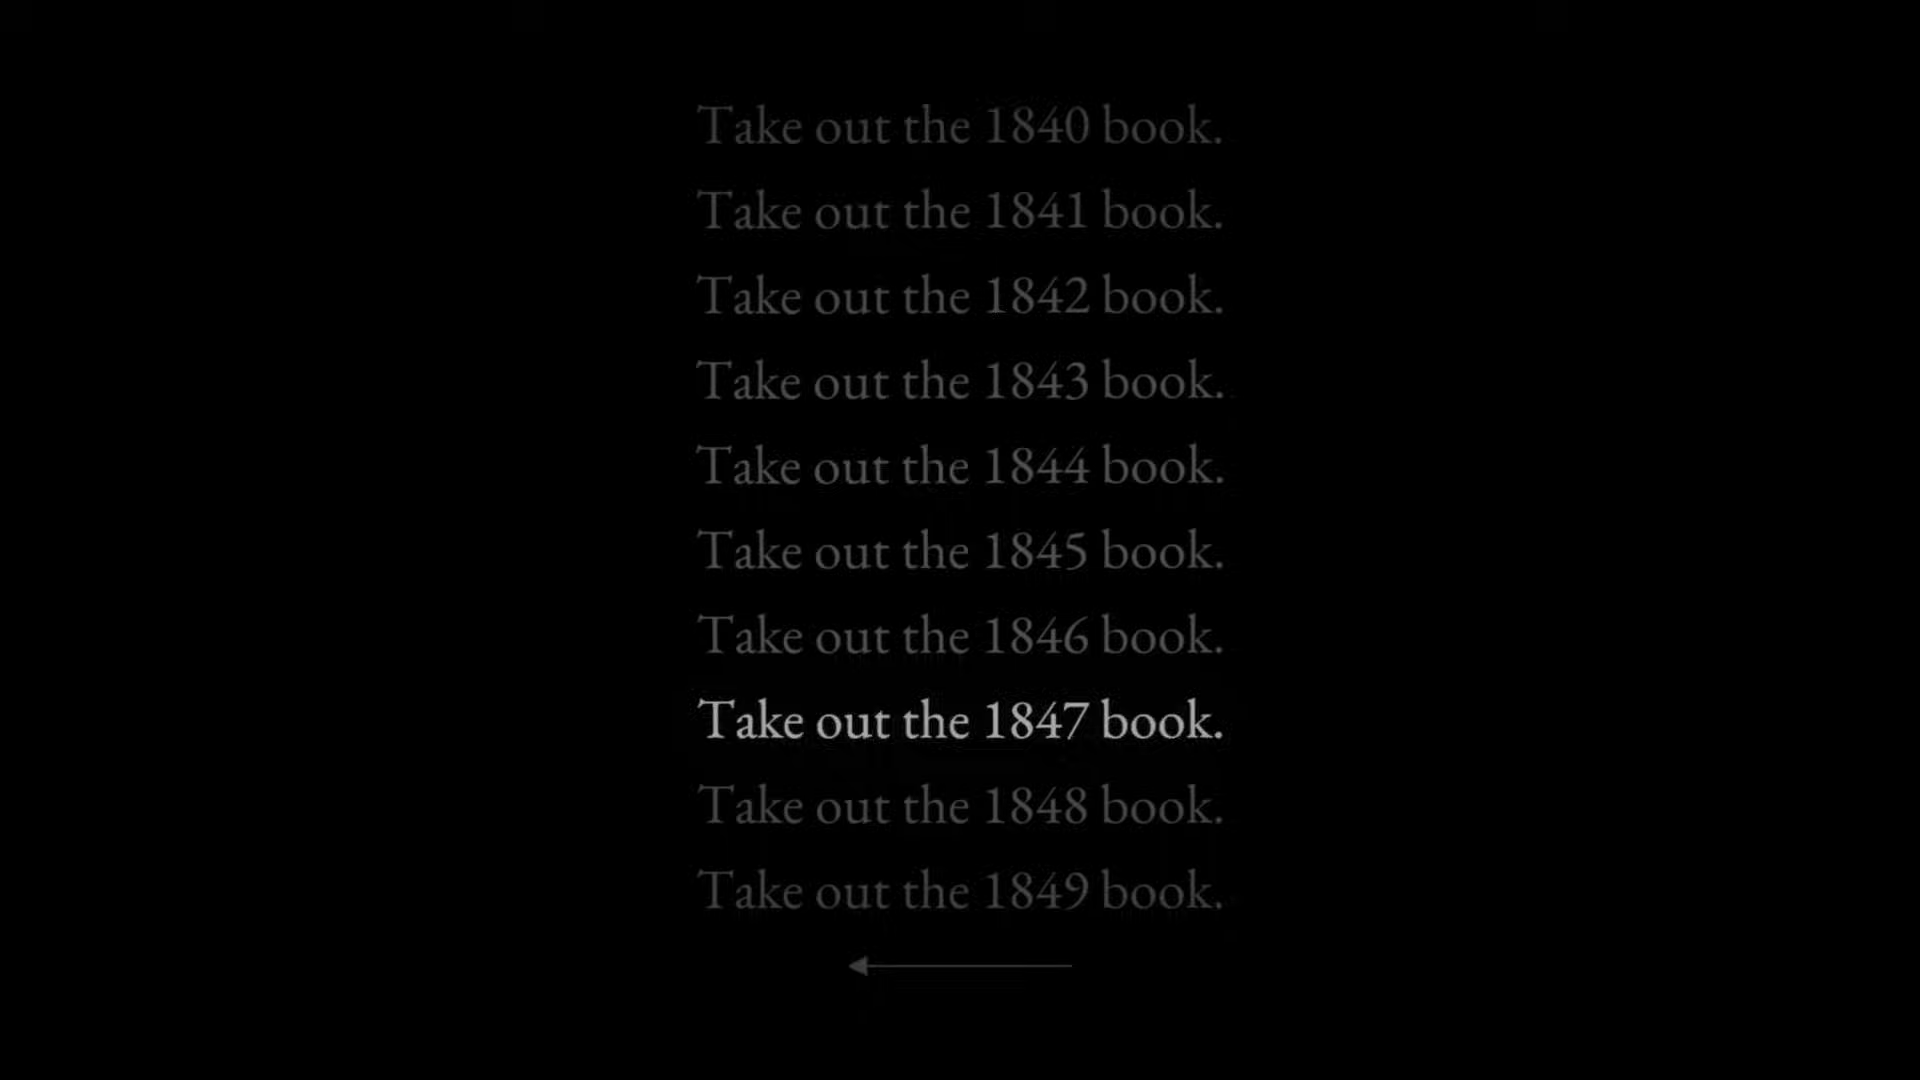 Take out the 1840 book.
Take out the 1841 book.
Take out the 1842 book.
Take out the 1843 book.
Take out the 1844 book.
Take out the 1845 book.
Take out the 1846 book.
Take out the 1847 book.
Take out the 1848 book.
Take out the 1849 book.